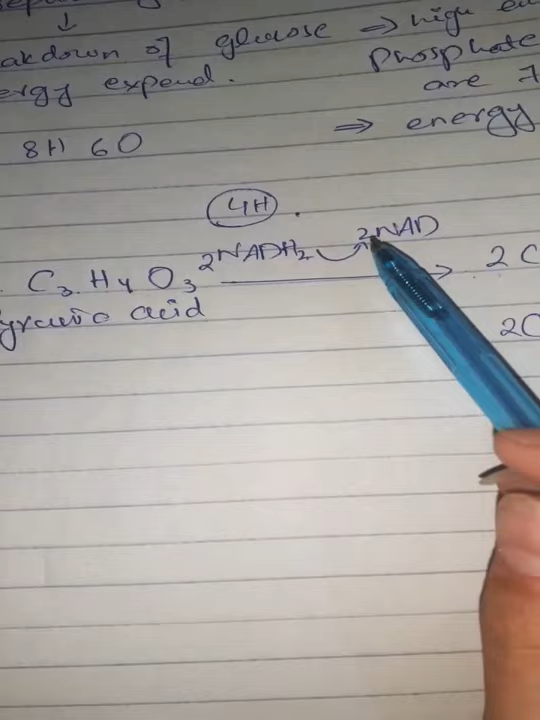 ↓
akdown of glucose ⇒ high
ergy expend. phosphate
are 7
8H 6O ⇒ energy
4H .
2NADH₂ 2NAD
C₃ H₄ O₃ → 2C
acid 2C